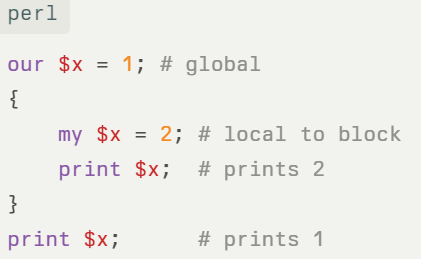 perl
our $x = 1; # global
{
    my $x = 2; # local to block
    print $x;  # prints 2
}
print $x;      # prints 1